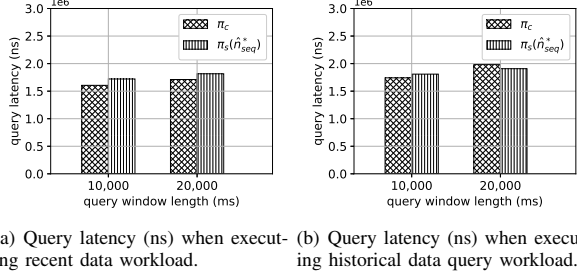 1e6
3.0
2.5
2.0
1.5
1.0
0.5
0.0
query latency (ns)
π_c
π_s(n̂*_seq)
10,000 20,000
query window length (ms)
a) Query latency (ns) when execut-
ng recent data workload.
1e6
3.0
2.5
2.0
1.5
1.0
0.5
0.0
query latency (ns)
π_c
π_s(n̂*_seq)
10,000 20,000
query window length (ms)
(b) Query latency (ns) when execu
ing historical data query workload.